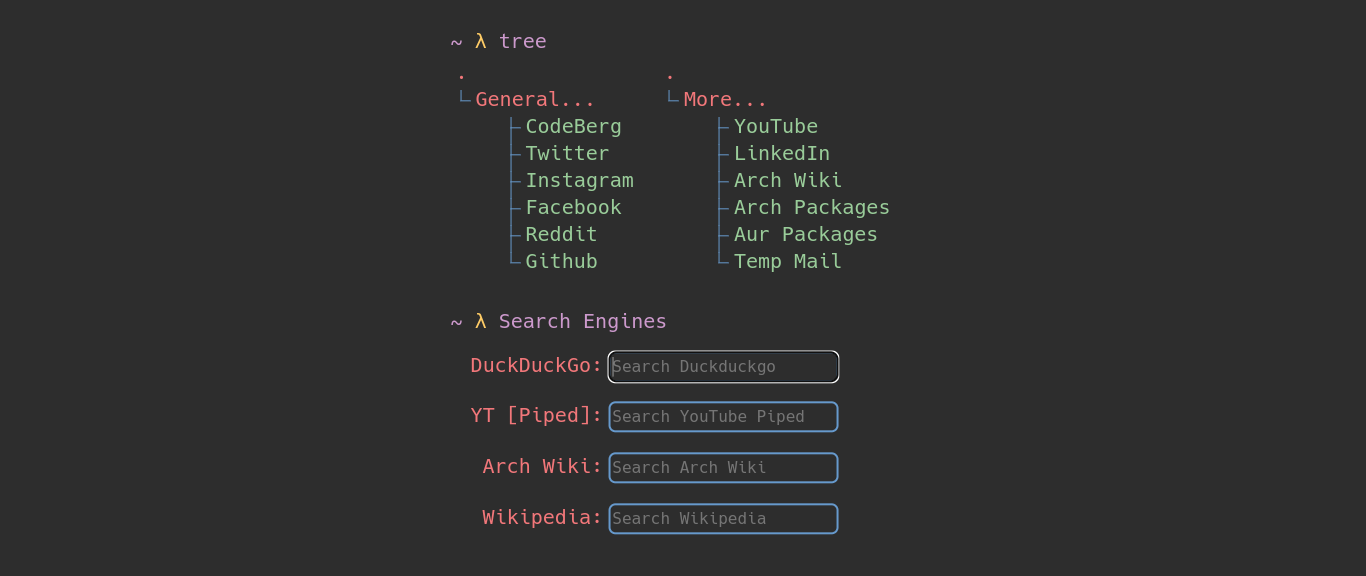 ~ λ tree
. .
└ General... └ More...
├ CodeBerg ├ YouTube
├ Twitter ├ LinkedIn
├ Instagram ├ Arch Wiki
├ Facebook ├ Arch Packages
├ Reddit ├ Aur Packages
└ Github └ Temp Mail
~ λ Search Engines
DuckDuckGo: Search Duckduckgo
YT [Piped]: Search YouTube Piped
Arch Wiki: Search Arch Wiki
Wikipedia: Search Wikipedia